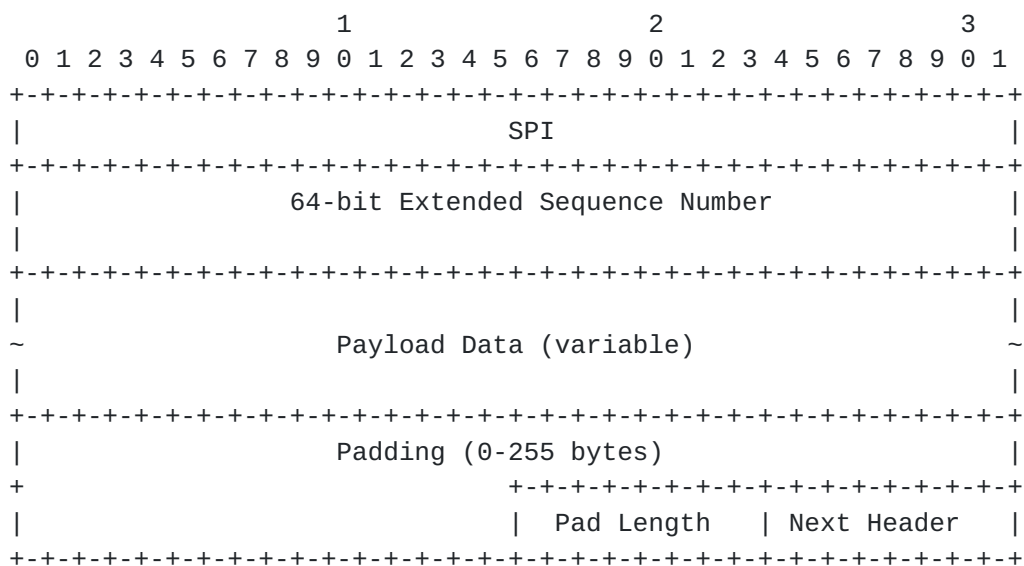 1                   2                   3
 0 1 2 3 4 5 6 7 8 9 0 1 2 3 4 5 6 7 8 9 0 1 2 3 4 5 6 7 8 9 0 1
+-+-+-+-+-+-+-+-+-+-+-+-+-+-+-+-+-+-+-+-+-+-+-+-+-+-+-+-+-+-+-+-+
|                               SPI                             |
+-+-+-+-+-+-+-+-+-+-+-+-+-+-+-+-+-+-+-+-+-+-+-+-+-+-+-+-+-+-+-+-+
|                 64-bit Extended Sequence Number               |
|                                                               |
+-+-+-+-+-+-+-+-+-+-+-+-+-+-+-+-+-+-+-+-+-+-+-+-+-+-+-+-+-+-+-+-+
|                                                               |
~                    Payload Data (variable)                    ~
|                                                               |
+-+-+-+-+-+-+-+-+-+-+-+-+-+-+-+-+-+-+-+-+-+-+-+-+-+-+-+-+-+-+-+-+
|                    Padding (0-255 bytes)                      |
+                               +-+-+-+-+-+-+-+-+-+-+-+-+-+-+-+-+
|                               |  Pad Length   | Next Header   |
+-+-+-+-+-+-+-+-+-+-+-+-+-+-+-+-+-+-+-+-+-+-+-+-+-+-+-+-+-+-+-+-+